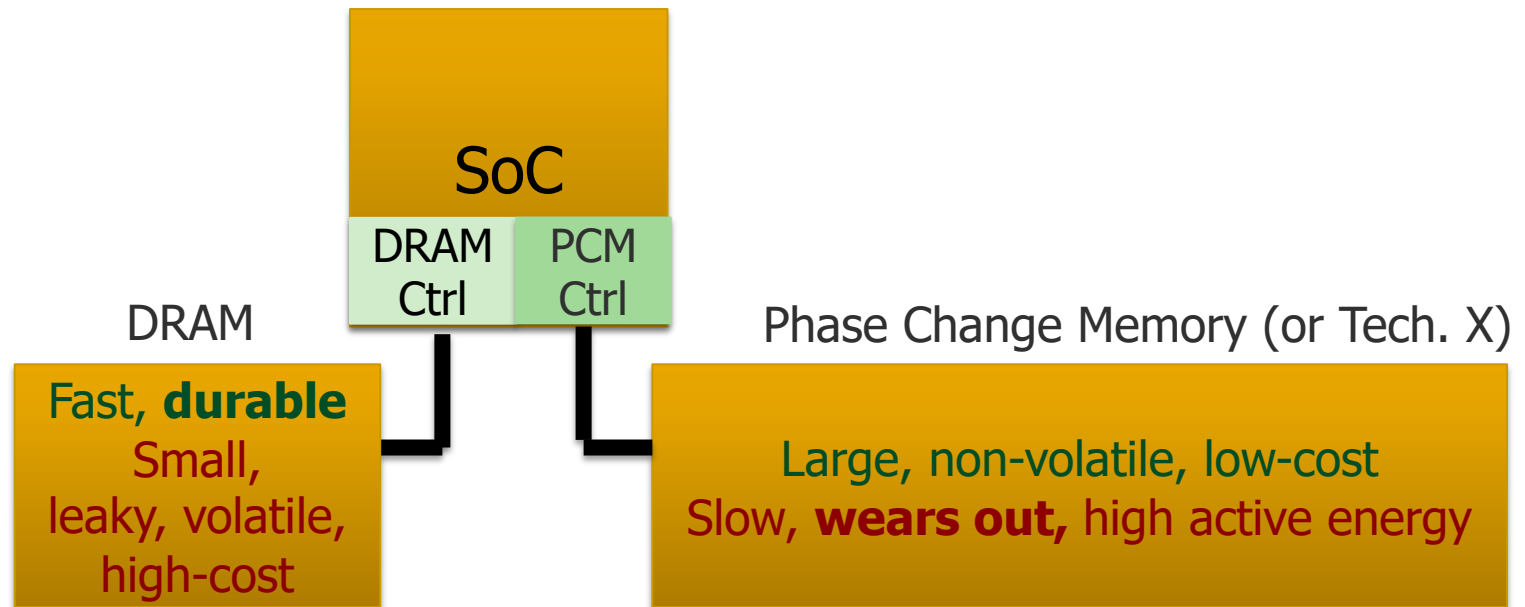 SoC
DRAM
Ctrl
PCM
Ctrl
DRAM
Fast, durable
Small,
leaky, volatile,
high-cost
Phase Change Memory (or Tech. X)
Large, non-volatile, low-cost
Slow, wears out, high active energy